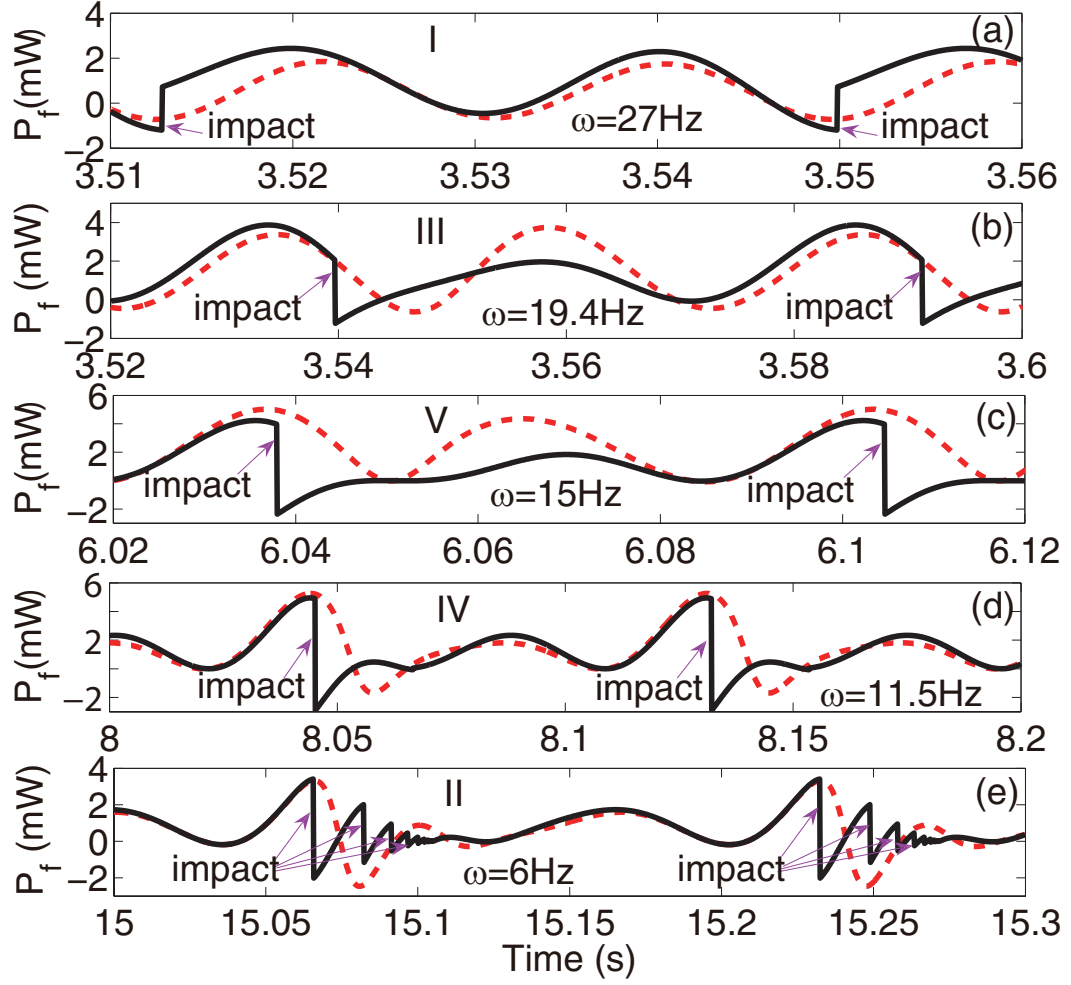 4 I (a)
P_f(mW)
2
0
impact ω=27Hz impact
−2
3.51 3.52 3.53 3.54 3.55 3.56
4 III (b)
P_f (mW)
2
0 impact ω=19.4Hz impact
−2
3.52 3.54 3.56 3.58 3.6
6 V (c)
P_f(mW)
2 impact ω=15Hz impact
−2
6.02 6.04 6.06 6.08 6.1 6.12
6 IV (d)
P_f(mW)
2
impact impact ω=11.5Hz
−2
8 8.05 8.1 8.15 8.2
4 II (e)
P_f (mW)
2
0
impact ω=6Hz impact
−2
15 15.05 15.1 15.15 15.2 15.25 15.3
Time (s)